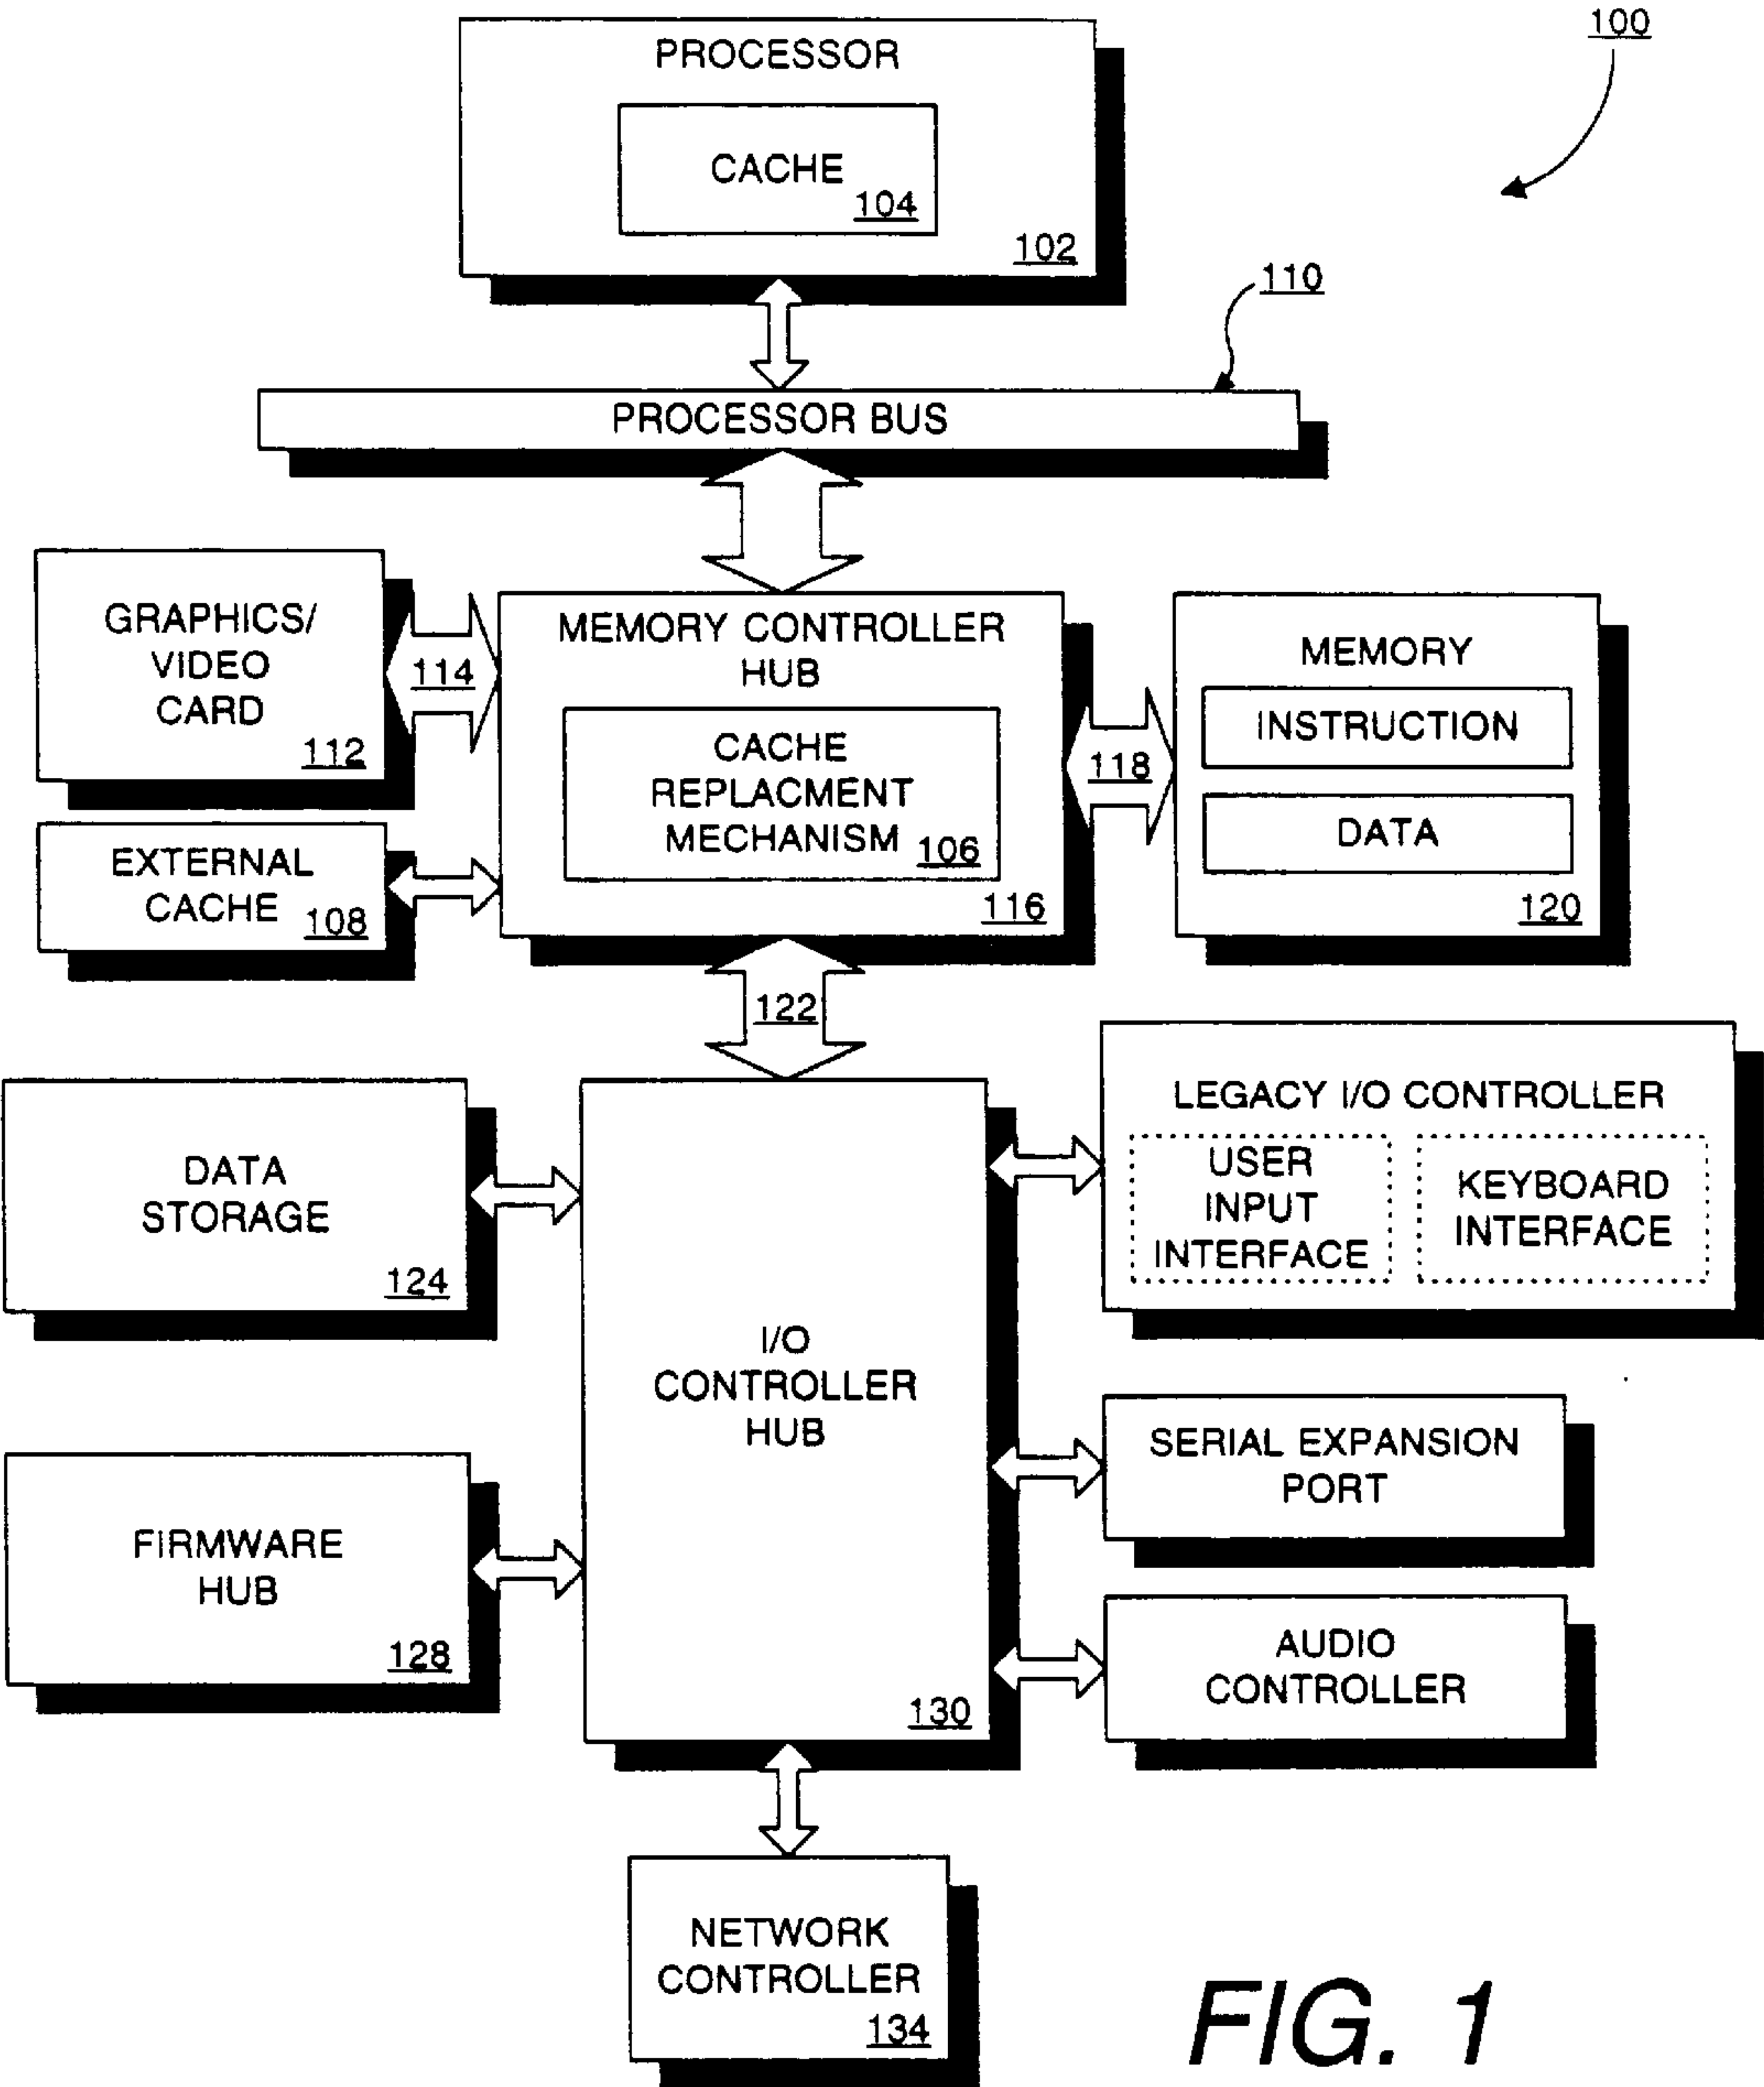 100
PROCESSOR
CACHE
104
102
110
PROCESSOR BUS
GRAPHICS/
VIDEO
CARD
112
114
MEMORY CONTROLLER
HUB
CACHE
REPLACMENT
MECHANISM
106
116
118
MEMORY
INSTRUCTION
DATA
120
EXTERNAL
CACHE
108
122
DATA
STORAGE
124
LEGACY I/O CONTROLLER
USER
INPUT
INTERFACE
KEYBOARD
INTERFACE
I/O
CONTROLLER
HUB
130
SERIAL EXPANSION
PORT
FIRMWARE
HUB
128
AUDIO
CONTROLLER
NETWORK
CONTROLLER
134
FIG. 1